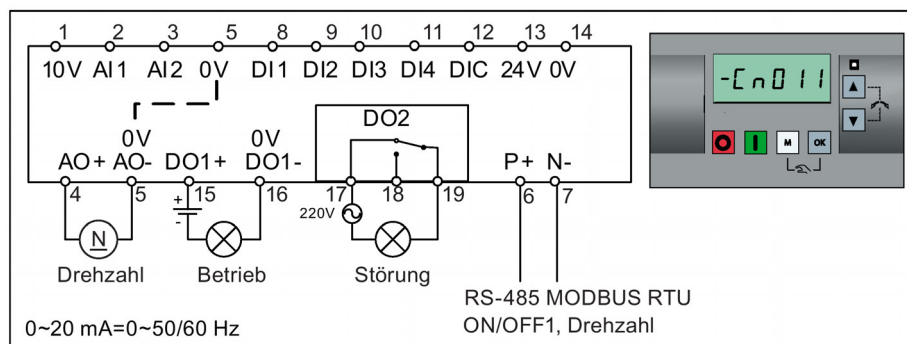 1 2 3 5 8 9 10 11 12 13 14
10V AI1 AI2 0V DI1 DI2 DI3 DI4 DIC 24V 0V
-Cn011
DO2
0V 0V
AO+ AO- DO1+ DO1- P+ N-
M OK
4 5 15 16 17 18 19 6 7
+
-
220V
N
Drehzahl Betrieb Störung
RS-485 MODBUS RTU
ON/OFF1, Drehzahl
0~20 mA=0~50/60 Hz